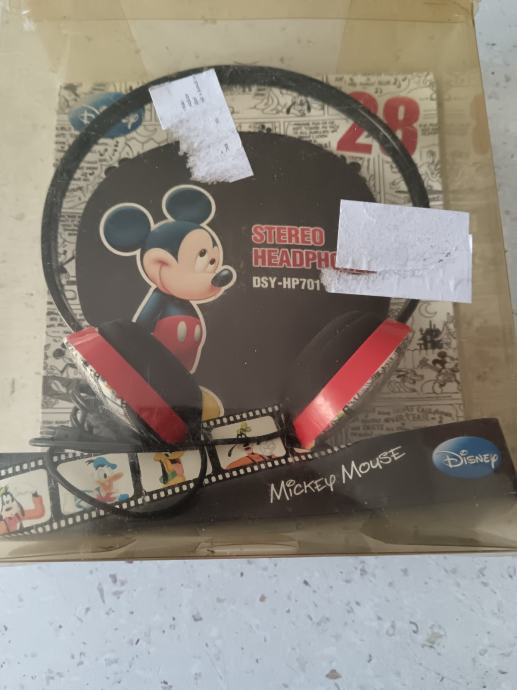 Disney
28
STEREO
HEADPHO
DSY-HP701
MICKEY MOUSE
Disney